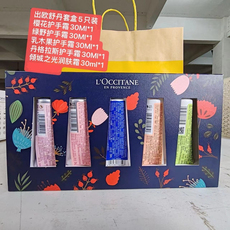 出欧舒丹套盒5只装
樱花护手霜30Ml*1
绿野护手霜30Ml*1
乳木果护手霜30Ml*1
丹格拉斯护手霜30Ml*1
倾城之光润肤霜30ml*1
L'OCCITANE
EN PROVENCE